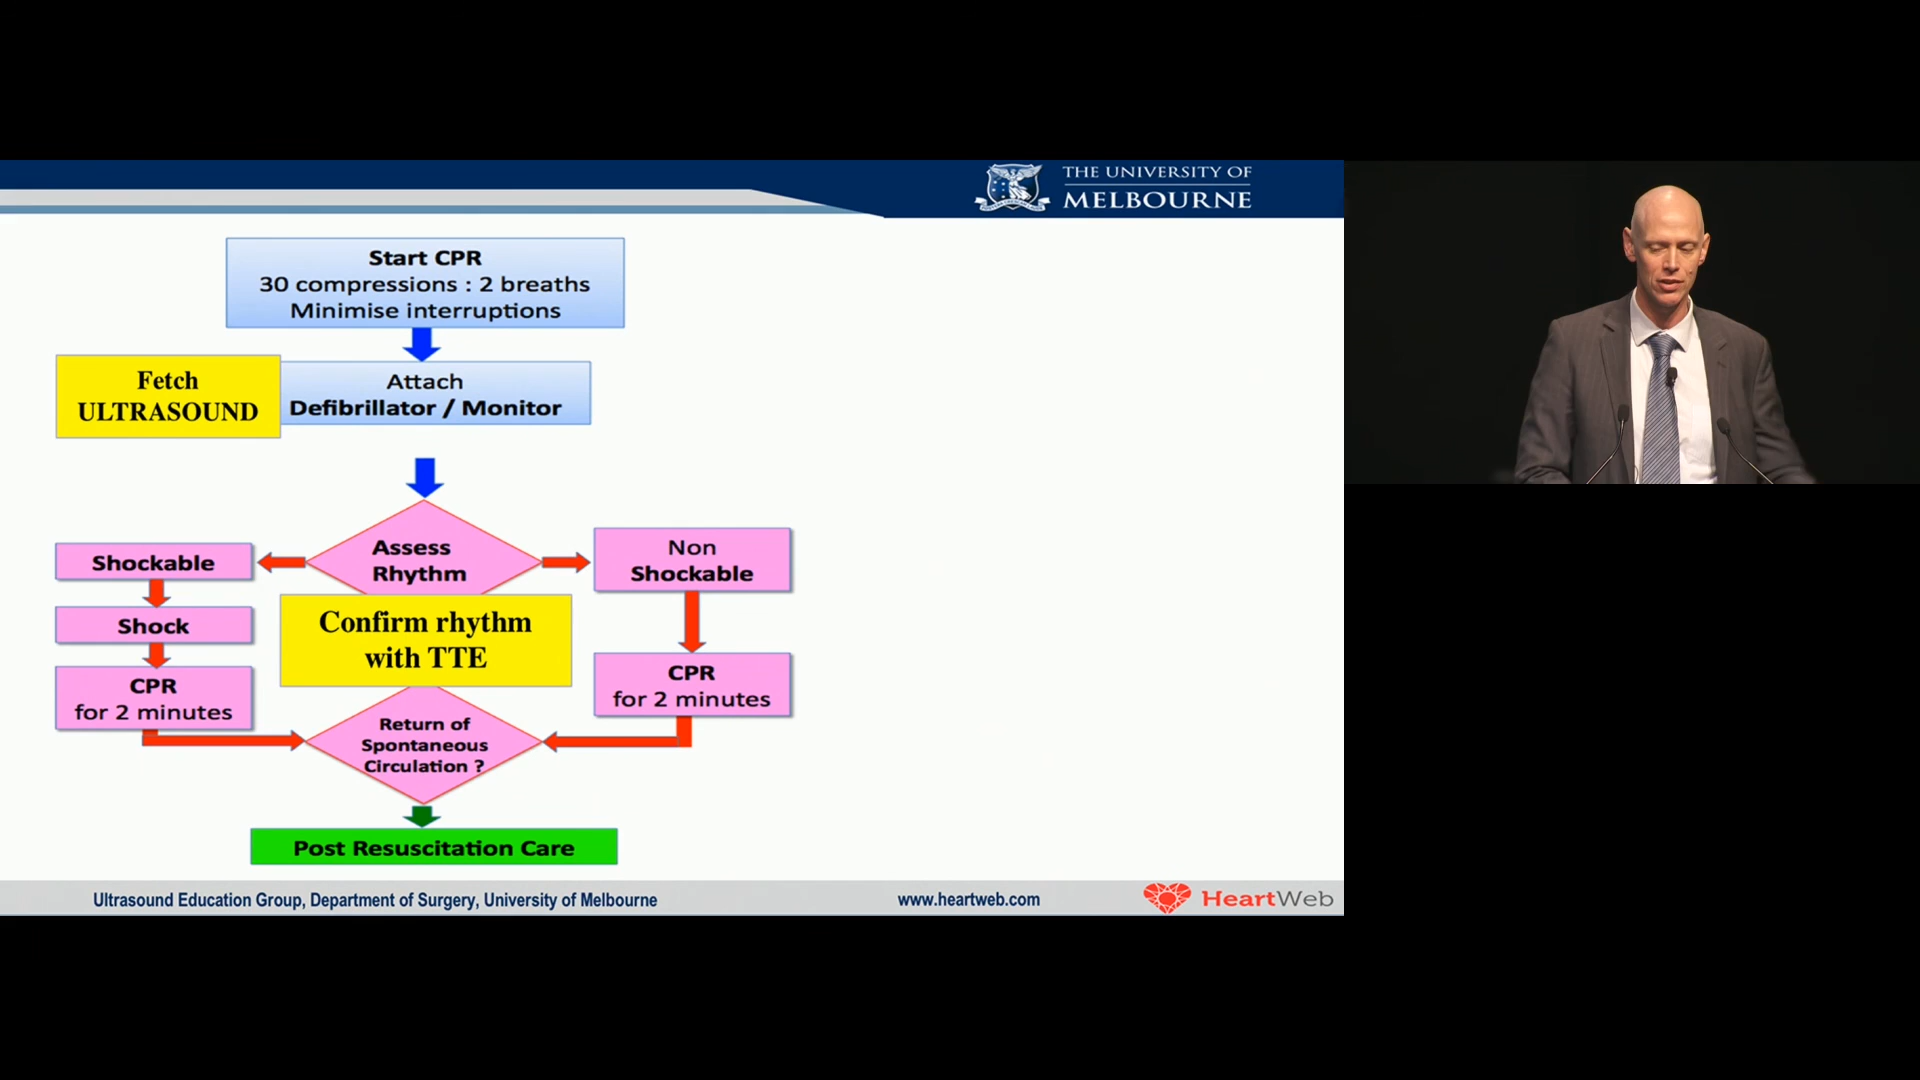 THE UNIVERSITY OF
MELBOURNE
Start CPR
30 compressions : 2 breaths
Minimise interruptions
Fetch
ULTRASOUND
Attach
Defibrillator / Monitor
Assess
Rhythm
Shockable
Non
Shockable
Shock
Confirm rhythm
with TTE
CPR
for 2 minutes
CPR
for 2 minutes
Return of
Spontaneous
Circulation ?
Post Resuscitation Care
Ultrasound Education Group, Department of Surgery, University of Melbourne
www.heartweb.com
HeartWeb